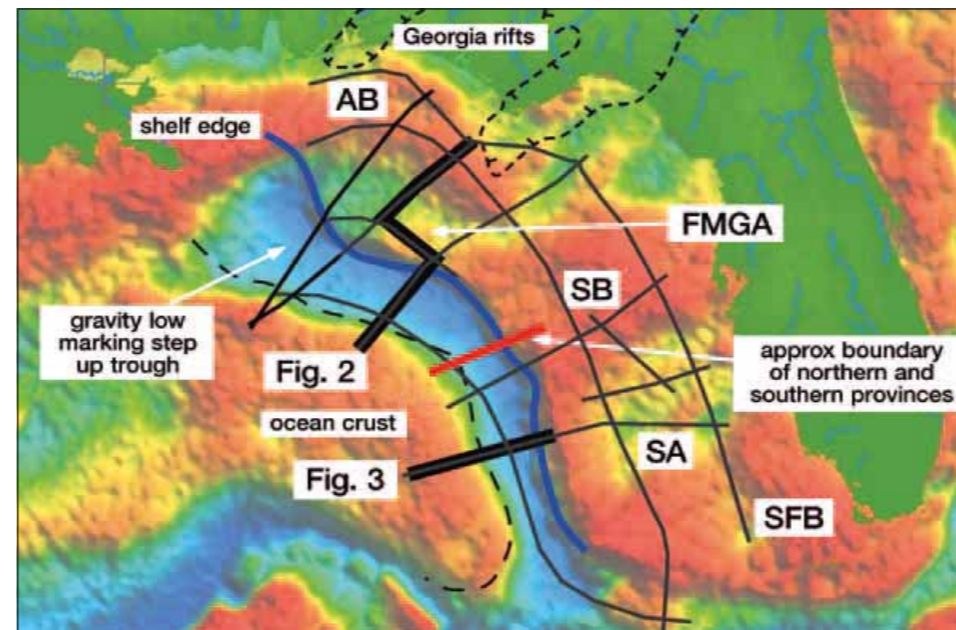 Georgia rifts
AB
shelf edge
FMGA
SB
gravity low
marking step
up trough
approx boundary
of northern and
southern provinces
Fig. 2
ocean crust
SA
Fig. 3
SFB